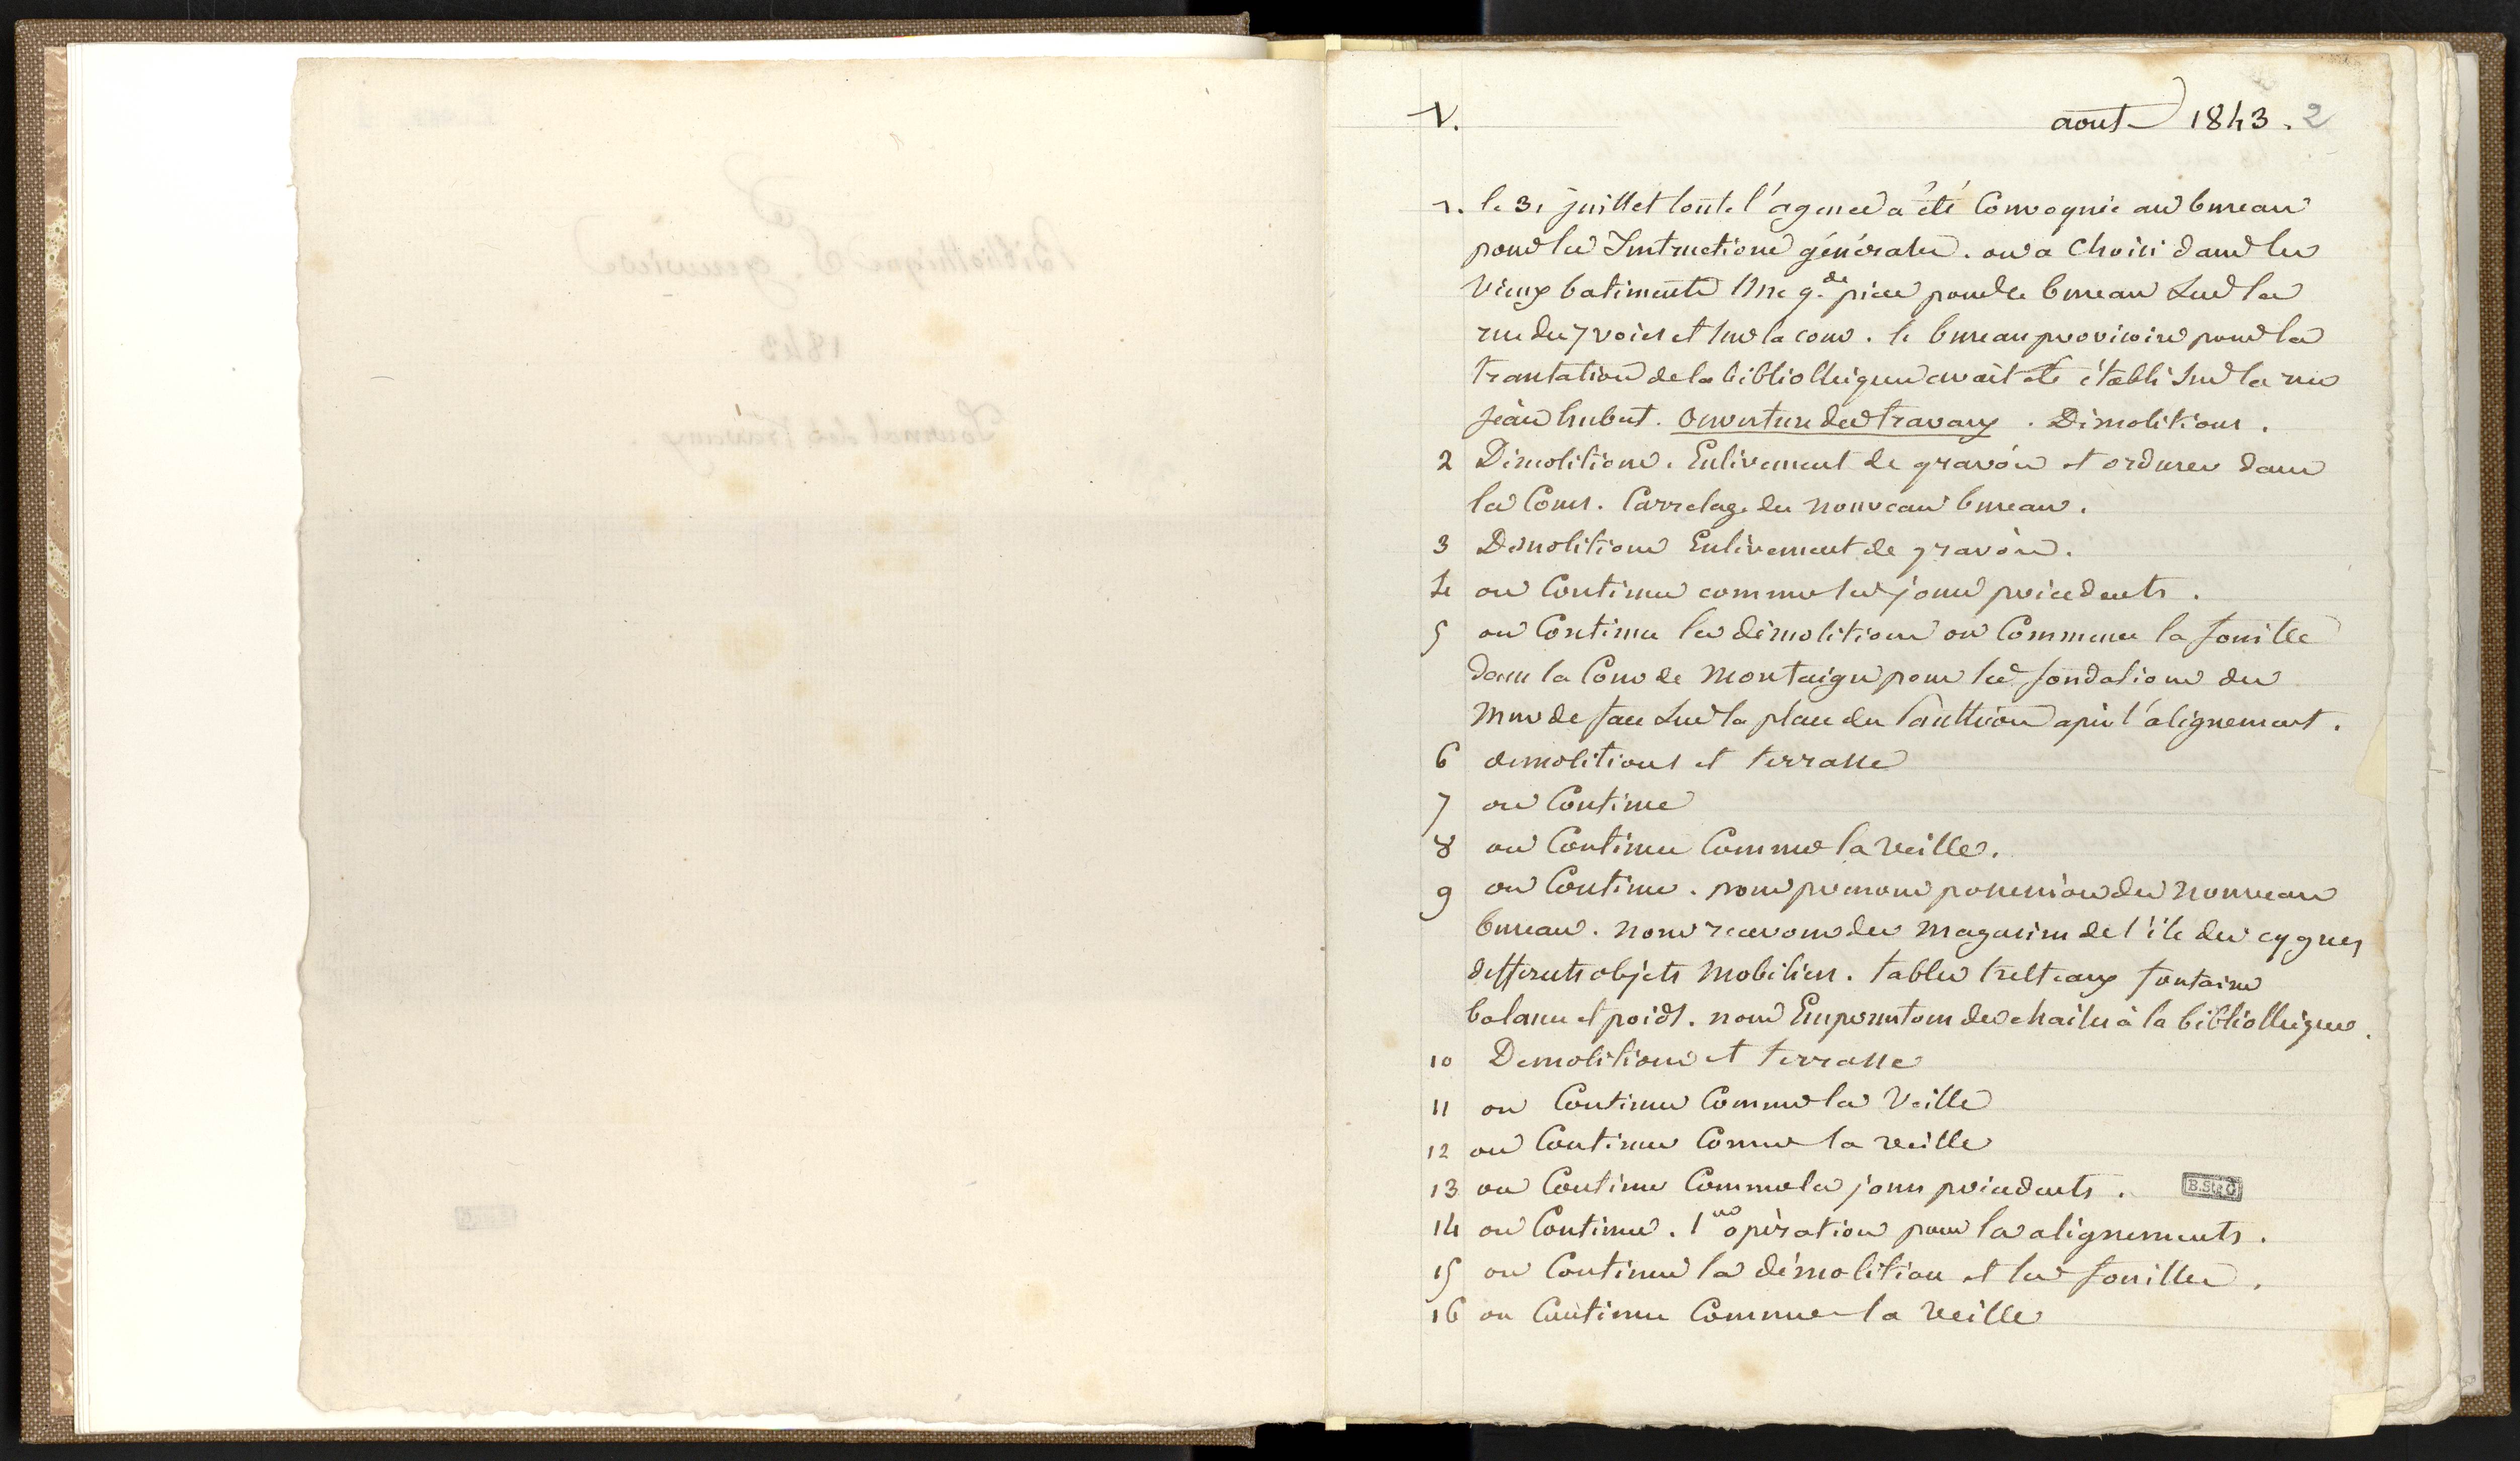 N.
aout 1843. 2
1. le 31 juillet toute l'agence a été Convoquée au bureau
pour les Instructions générales. on a Choisi dans les
vieux batiments Une g.de piece pour le bureau Sur la
rue des 7 voies et sur la cour. le bureau provisoire pour la
translation de la bibliothèque avait été établi sur la rue
Jean hubert. Ouverture des travaux. Démolitions.
2 Démolitions. Enlèvement de gravois et ordures dans
les Cours. Carrelage du nouveau bureau.
3 Démolitions Enlèvement de gravois.
4 on Continue comme les jours précédents.
5 on Continue les démolitions on Commence la fouille
dans la Cour de Montaigu pour les fondations du
Mur de face Sur la place du Panthéon après l'alignement.
6 demolitions et terrasse
7 on Continue
8 on Continue Comme la veille.
9 on Continue. nous prenons possession du nouveau
bureau. nous recevons des magasins de l'île des cygnes
differents objets Mobiliers. tables tréteaux fontaine
balance et poids. nous Empruntons des chaises à la bibliothèque.
10 Demolitions et terrasse
11 on Continue Comme la Veille
12 on Continue Comme la veille
13 on Continue Comme les jours précédents.
B.SteG
14 on Continue. 1re opération pour les alignements.
15 on Continue la démolition et les fouilles.
16 on Continue Comme la Veille